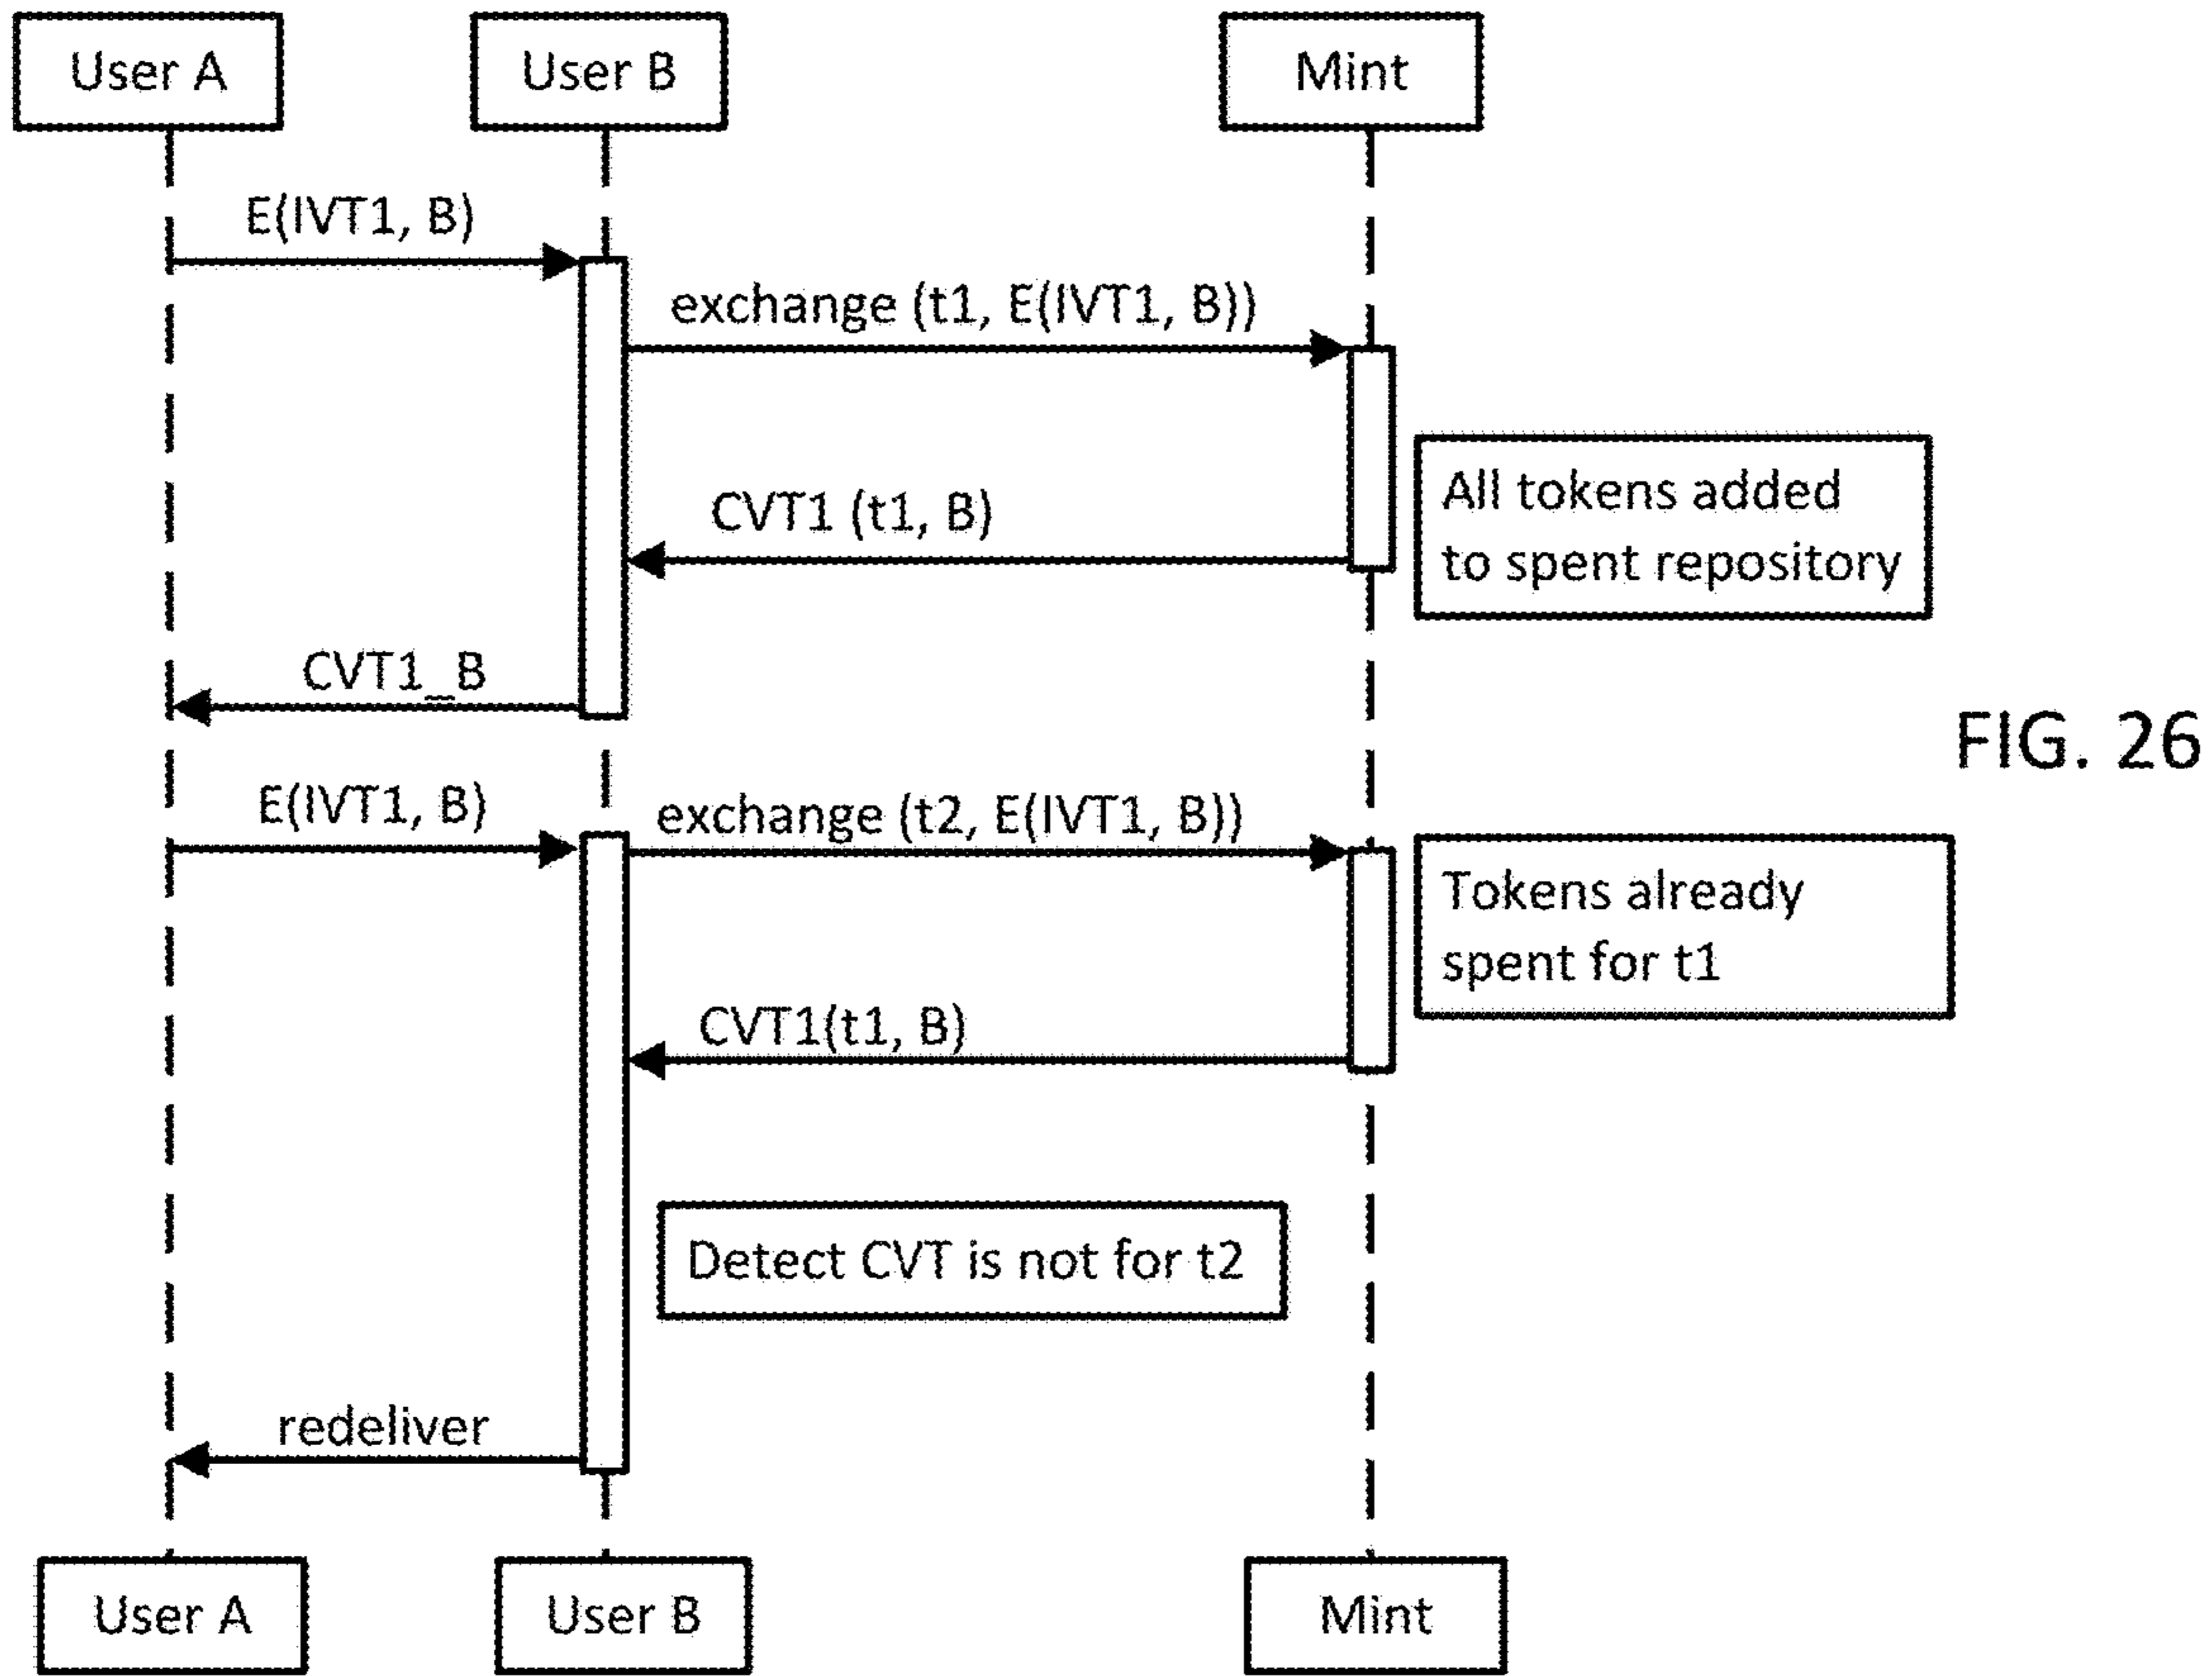 User A
User B
Mint
E(IVT1, B)
exchange (t1, E(IVT1, B))
All tokens added
to spent repository
CVT1 (t1, B)
CVT1_B
FIG. 26
E(IVT1, B)
exchange (t2, E(IVT1, B))
Tokens already
spent for t1
CVT1(t1, B)
Detect CVT is not for t2
redeliver
User A
User B
Mint